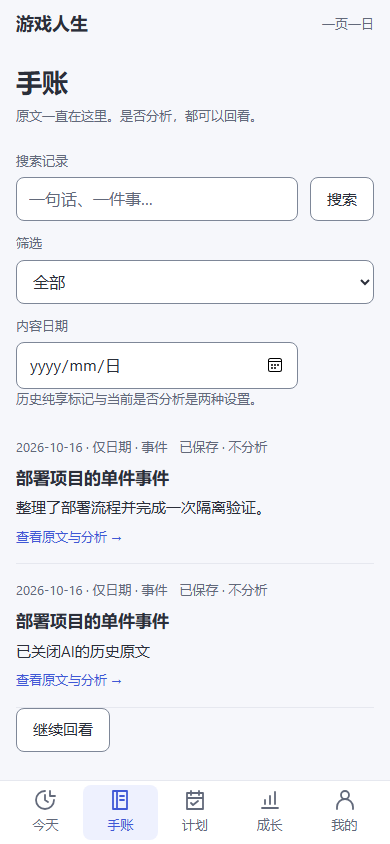 游戏人生
一页一日
手账
原文一直在这里。是否分析，都可以回看。
搜索记录
一句话、一件事...
搜索
筛选
全部
内容日期
yyyy/mm/日
历史纯享标记与当前是否分析是两种设置。
2026-10-16 · 仅日期 · 事件 已保存 · 不分析
部署项目的单件事件
整理了部署流程并完成一次隔离验证。
查看原文与分析 →
2026-10-16 · 仅日期 · 事件 已保存 · 不分析
部署项目的单件事件
已关闭AI的历史原文
查看原文与分析 →
继续回看
今天
手账
计划
成长
我的